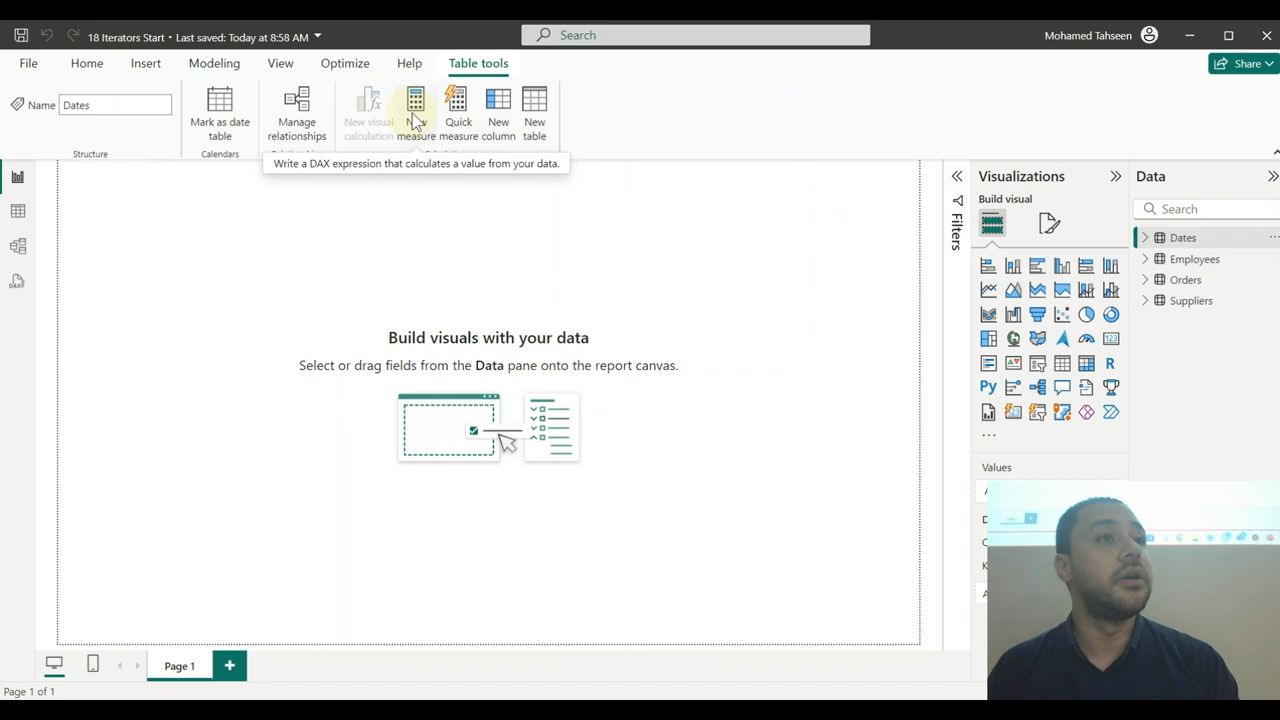 18 Iterators Start • Last saved: Today at 8:58 AM
Search
Mohamed Tahseen
File
Home
Insert
Modeling
View
Optimize
Help
Table tools
Share
Name
Dates
Mark as date
table
Manage
relationships
New visual
calculation
New
measure
Quick
measure
New
column
New
table
Structure
Calendars
Write a DAX expression that calculates a value from your data.
Build visuals with your data
Select or drag fields from the Data pane onto the report canvas.
Filters
Visualizations
Build visual
R
Py
123
Values
Data
Search
Dates
Employees
Orders
Suppliers
Page 1
Page 1 of 1